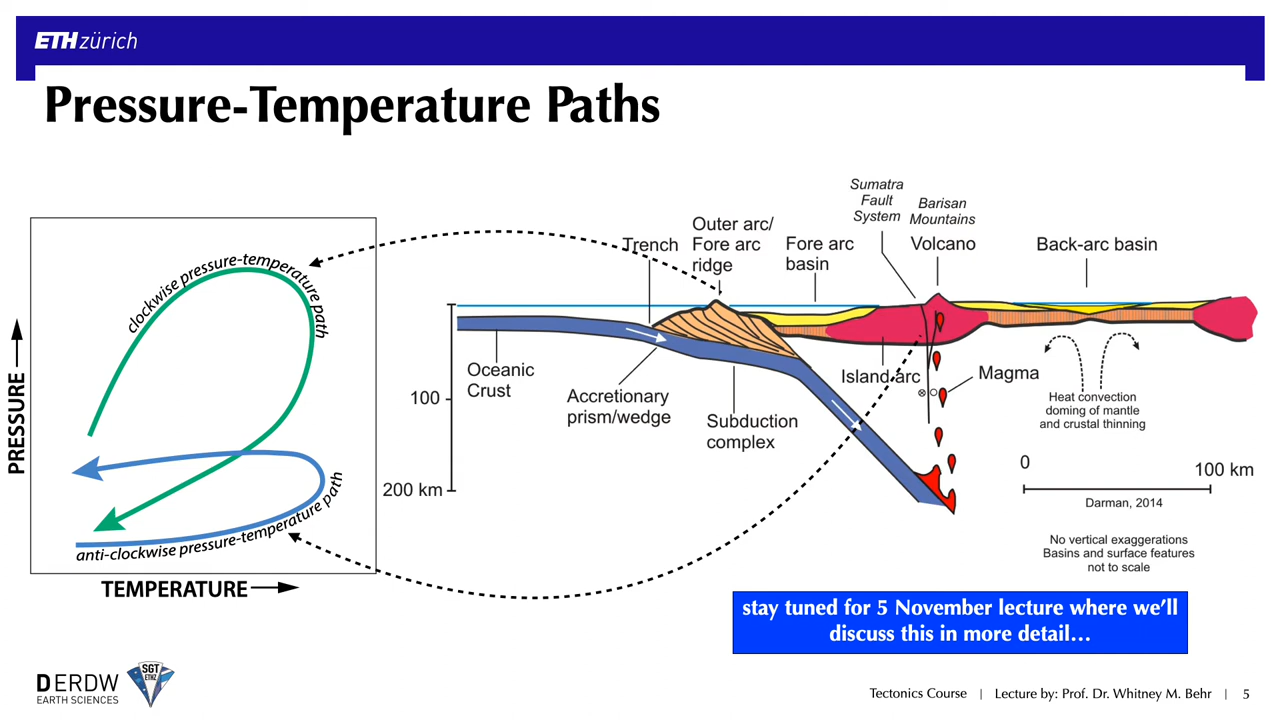 ETH zürich
Pressure-Temperature Paths
clockwise pressure-temperature path
anti-clockwise pressure-temperature path
PRESSURE
TEMPERATURE
Sumatra
Fault
System
Barisan
Mountains
Trench
Outer arc/
Fore arc
ridge
Fore arc
basin
Volcano
Back-arc basin
Oceanic
Crust
Accretionary
prism/wedge
Subduction
complex
Island arc
Magma
Heat convection
doming of mantle
and crustal thinning
100
200 km
0
100 km
Darman, 2014
No vertical exaggerations
Basins and surface features
not to scale
stay tuned for 5 November lecture where we'll
discuss this in more detail...
DERDW
EARTH SCIENCES
SGT
ETHZ
Tectonics Course | Lecture by: Prof. Dr. Whitney M. Behr | 5